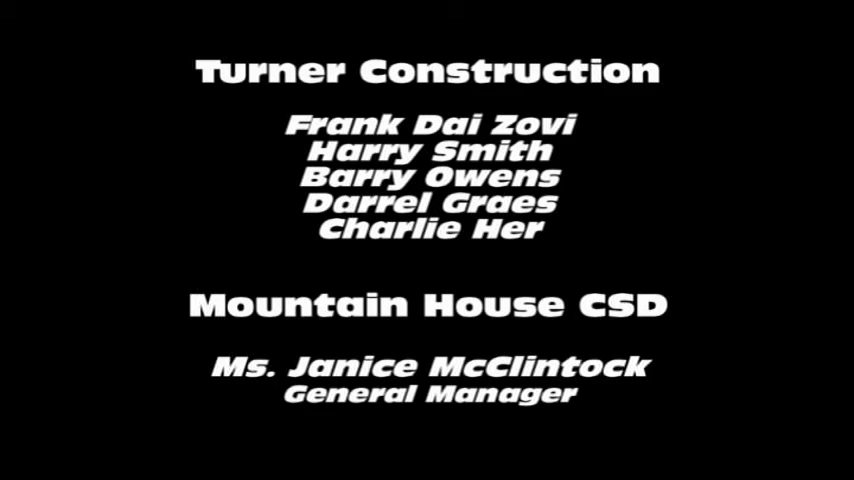 Turner Construction
Frank Dai Zovi
Harry Smith
Barry Owens
Darrel Graes
Charlie Her
Mountain House CSD
Ms. Janice McClintock
General Manager